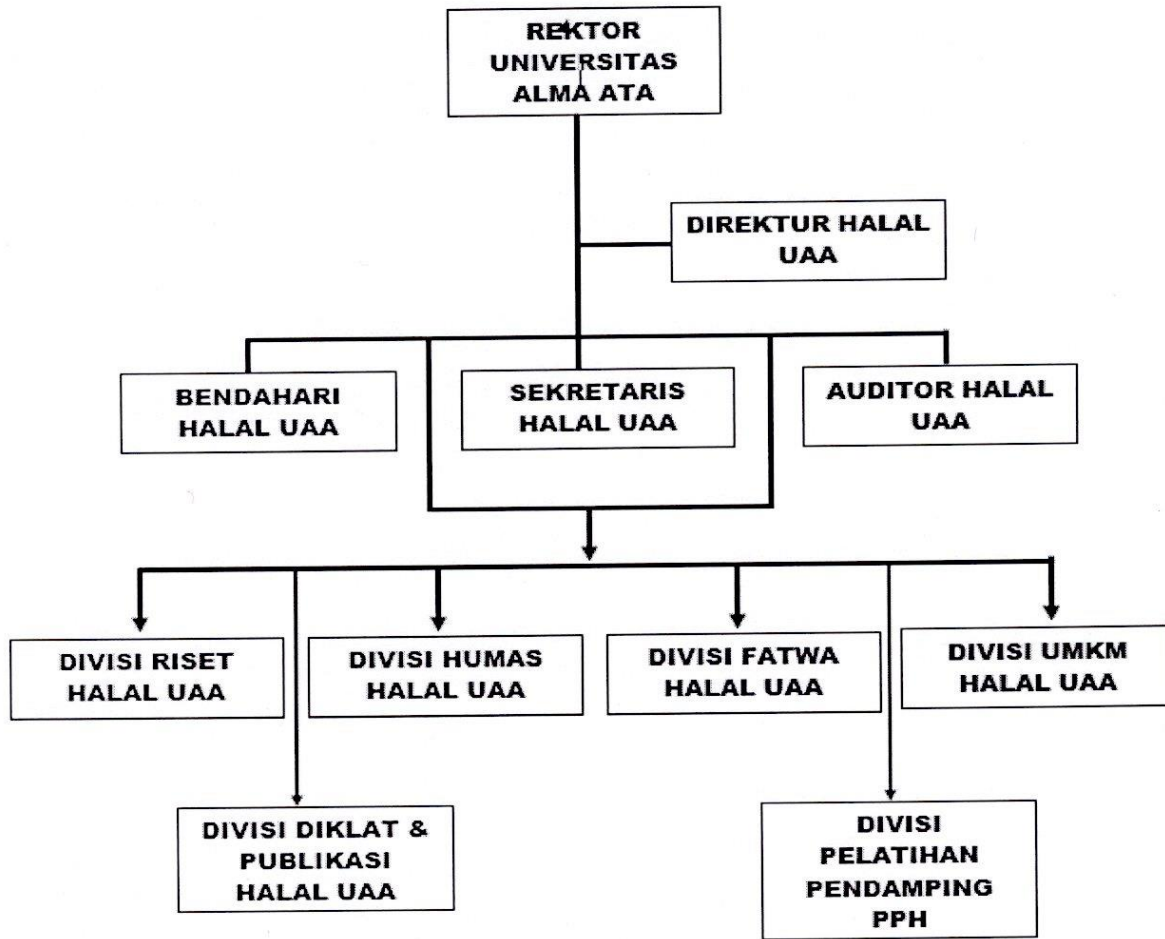 REKTOR
UNIVERSITAS
ALMA ATA
DIREKTUR HALAL
UAA
BENDAHARI
HALAL UAA
SEKRETARIS
HALAL UAA
AUDITOR HALAL
UAA
DIVISI RISET
HALAL UAA
DIVISI HUMAS
HALAL UAA
DIVISI FATWA
HALAL UAA
DIVISI UMKM
HALAL UAA
DIVISI DIKLAT &
PUBLIKASI
HALAL UAA
DIVISI
PELATIHAN
PENDAMPING
PPH